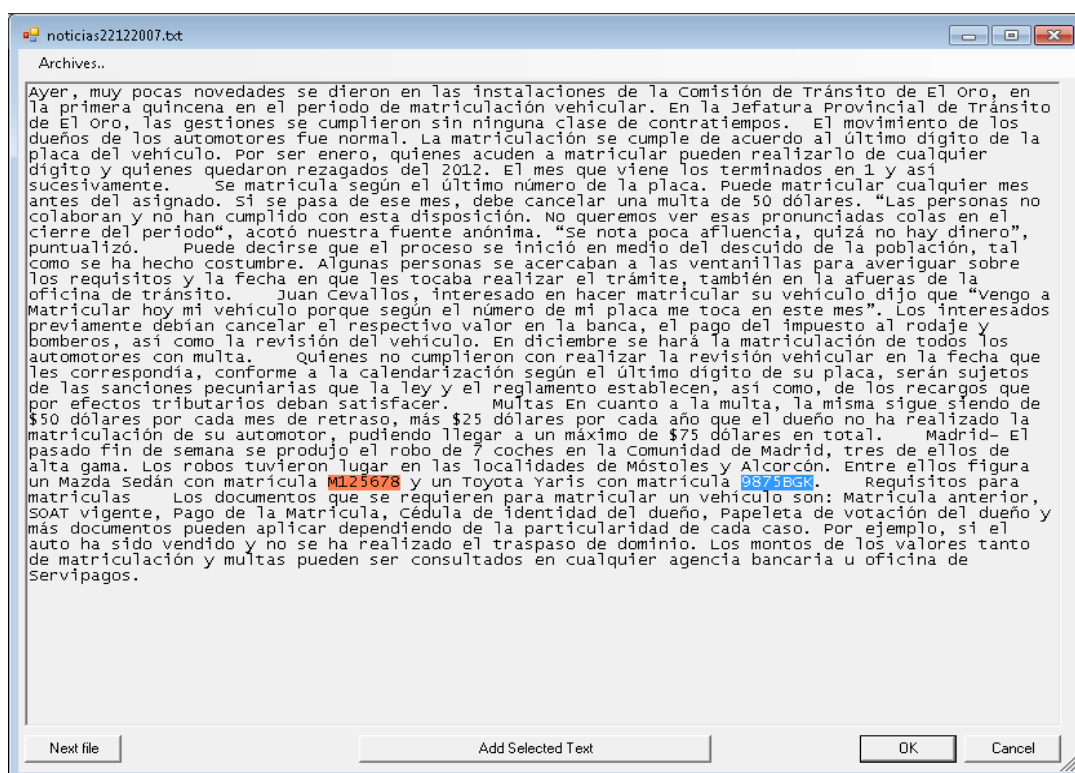 noticias22122007.txt
Archives..
Ayer, muy pocas novedades se dieron en las instalaciones de la Comisión de Tránsito de El Oro, en
la primera quincena en el periodo de matriculación vehicular. En la Jefatura Provincial de Tránsito
de El Oro, las gestiones se cumplieron sin ninguna clase de contratiempos. El movimiento de los
dueños de los automotores fue normal. La matriculación se cumple de acuerdo al último dígito de la
placa del vehículo. Por ser enero, quienes acuden a matricular pueden realizarlo de cualquier
dígito y quienes quedaron rezagados del 2012. El mes que viene los terminados en 1 y así
sucesivamente. Se matricula según el último número de la placa. Puede matricular cualquier mes
antes del asignado. Si se pasa de ese mes, debe cancelar una multa de 50 dólares. “Las personas no
colaboran y no han cumplido con esta disposición. No queremos ver esas pronunciadas colas en el
cierre del periodo“, acotó nuestra fuente anónima. “Se nota poca afluencia, quizá no hay dinero”,
puntualizó. Puede decirse que el proceso se inició en medio del descuido de la población, tal
como se ha hecho costumbre. Algunas personas se acercaban a las ventanillas para averiguar sobre
los requisitos y la fecha en que les tocaba realizar el trámite, también en la afueras de la
oficina de tránsito. Juan Cevallos, interesado en hacer matricular su vehículo dijo que “Vengo a
Matricular hoy mi vehículo porque según el número de mi placa me toca en este mes”. Los interesados
previamente debían cancelar el respectivo valor en la banca, el pago del impuesto al rodaje y
bomberos, así como la revisión del vehículo. En diciembre se hará la matriculación de todos los
automotores con multa. Quienes no cumplieron con realizar la revisión vehicular en la fecha que
les correspondía, conforme a la calendarización según el último dígito de su placa, serán sujetos
de las sanciones pecuniarias que la ley y el reglamento establecen, así como, de los recargos que
por efectos tributarios deban satisfacer. Multas En cuanto a la multa, la misma sigue siendo de
$50 dólares por cada mes de retraso, más $25 dólares por cada año que el dueño no ha realizado la
matriculación de su automotor, pudiendo llegar a un máximo de $75 dólares en total. Madrid- El
pasado fin de semana se produjo el robo de 7 coches en la Comunidad de Madrid, tres de ellos de
alta gama. Los robos tuvieron lugar en las localidades de Móstoles y Alcorcón. Entre ellos figura
un Mazda Sedán con matrícula M125678 y un Toyota Yaris con matrícula 9875BGK. Requisitos para
matriculas Los documentos que se requieren para matricular un vehículo son: Matricula anterior,
SOAT vigente, Pago de la Matricula, Cédula de identidad del dueño, Papeleta de votación del dueño y
más documentos pueden aplicar dependiendo de la particularidad de cada caso. Por ejemplo, si el
auto ha sido vendido y no se ha realizado el traspaso de dominio. Los montos de los valores tanto
de matriculación y multas pueden ser consultados en cualquier agencia bancaria u oficina de
Servipagos.
Next file Add Selected Text OK Cancel